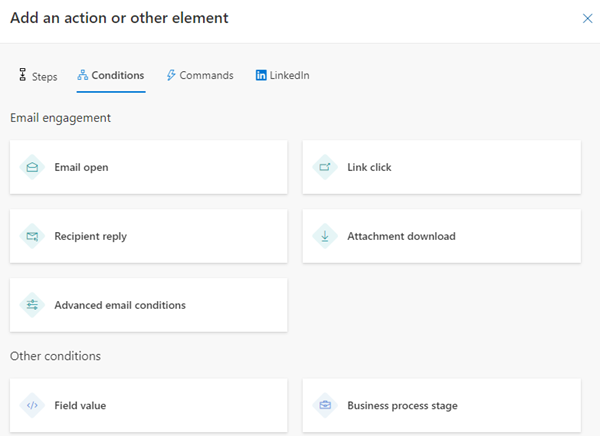 Add an action or other element
Steps
Conditions
Commands
LinkedIn
Email engagement
Email open
Link click
Recipient reply
Attachment download
Advanced email conditions
Other conditions
Field value
Business process stage